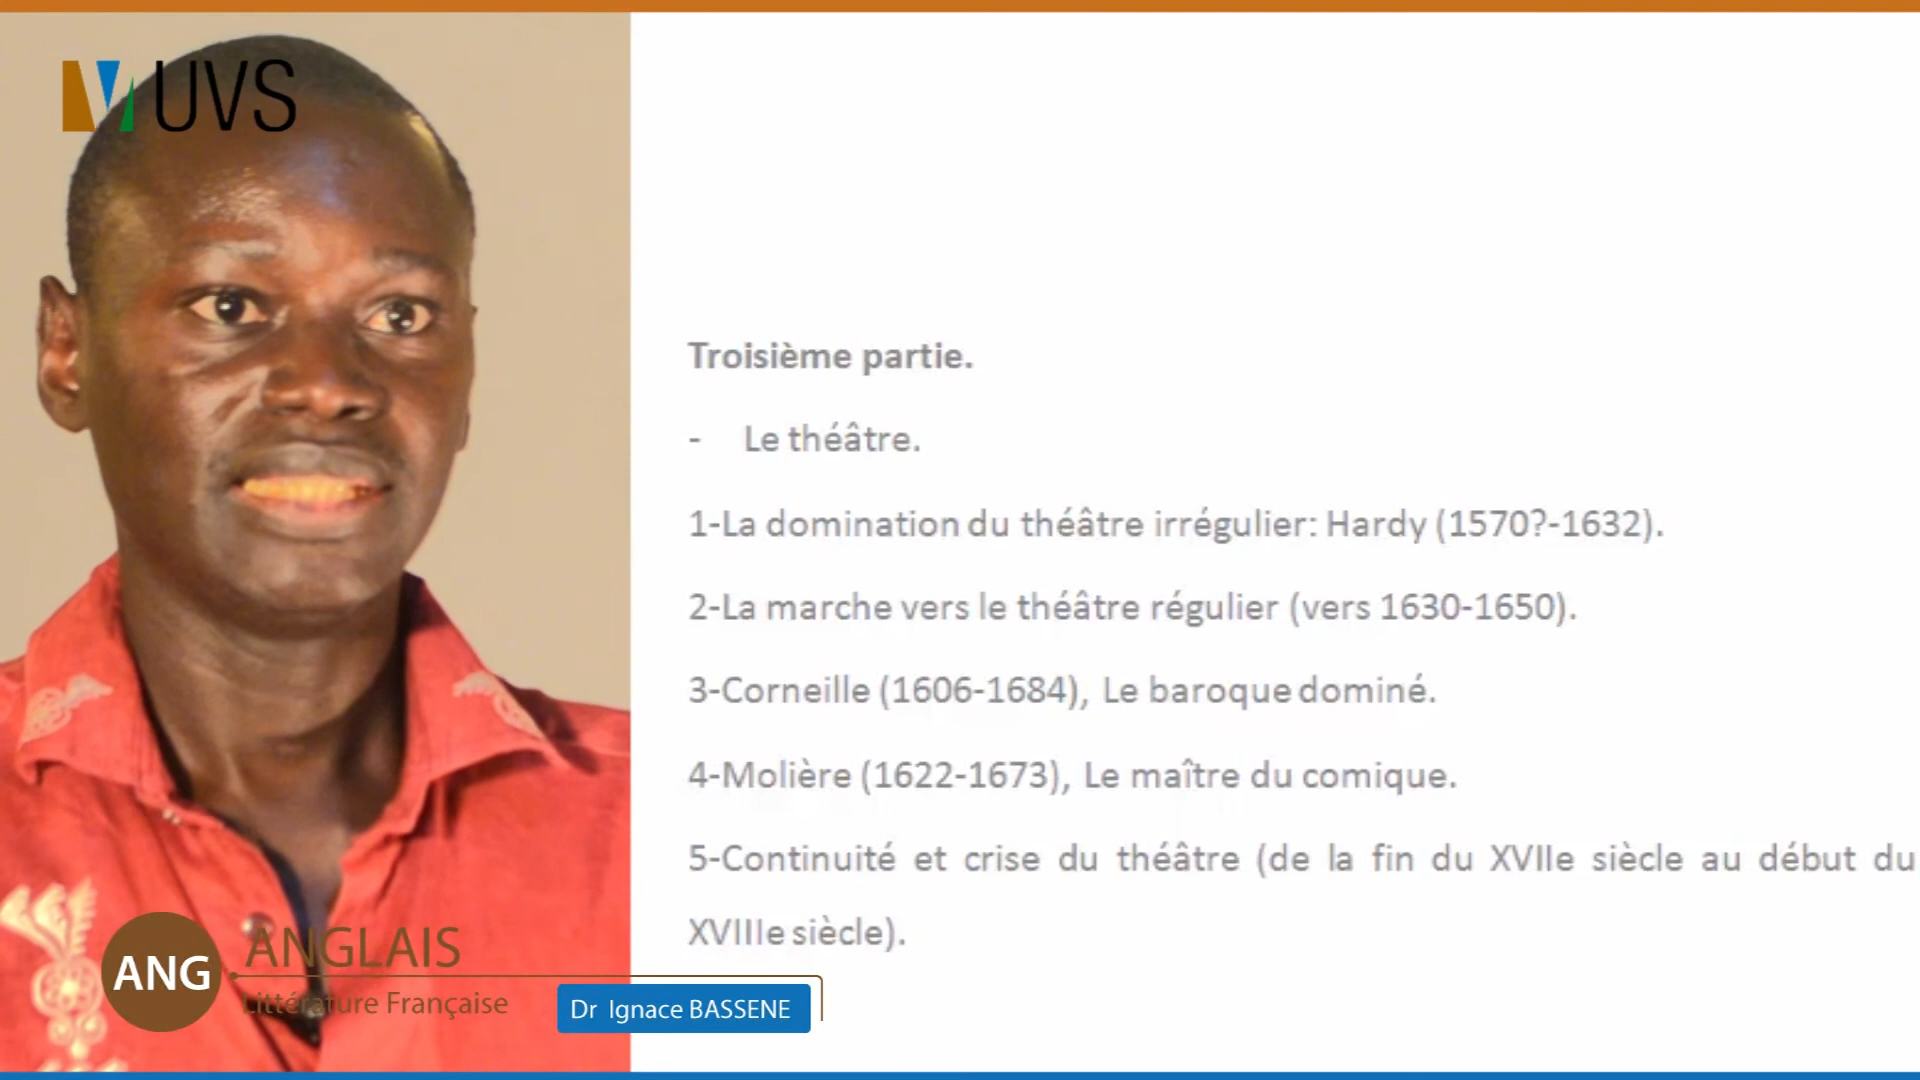 UVS
Troisième partie.
- Le théâtre.
1-La domination du théâtre irrégulier: Hardy (1570?-1632).
2-La marche vers le théâtre régulier (vers 1630-1650).
3-Corneille (1606-1684), Le baroque dominé.
4-Molière (1622-1673), Le maître du comique.
5-Continuité et crise du théâtre (de la fin du XVIIe siècle au début du
XVIIIe siècle).
ANG
ANGLAIS
Littérature Française
Dr Ignace BASSENE